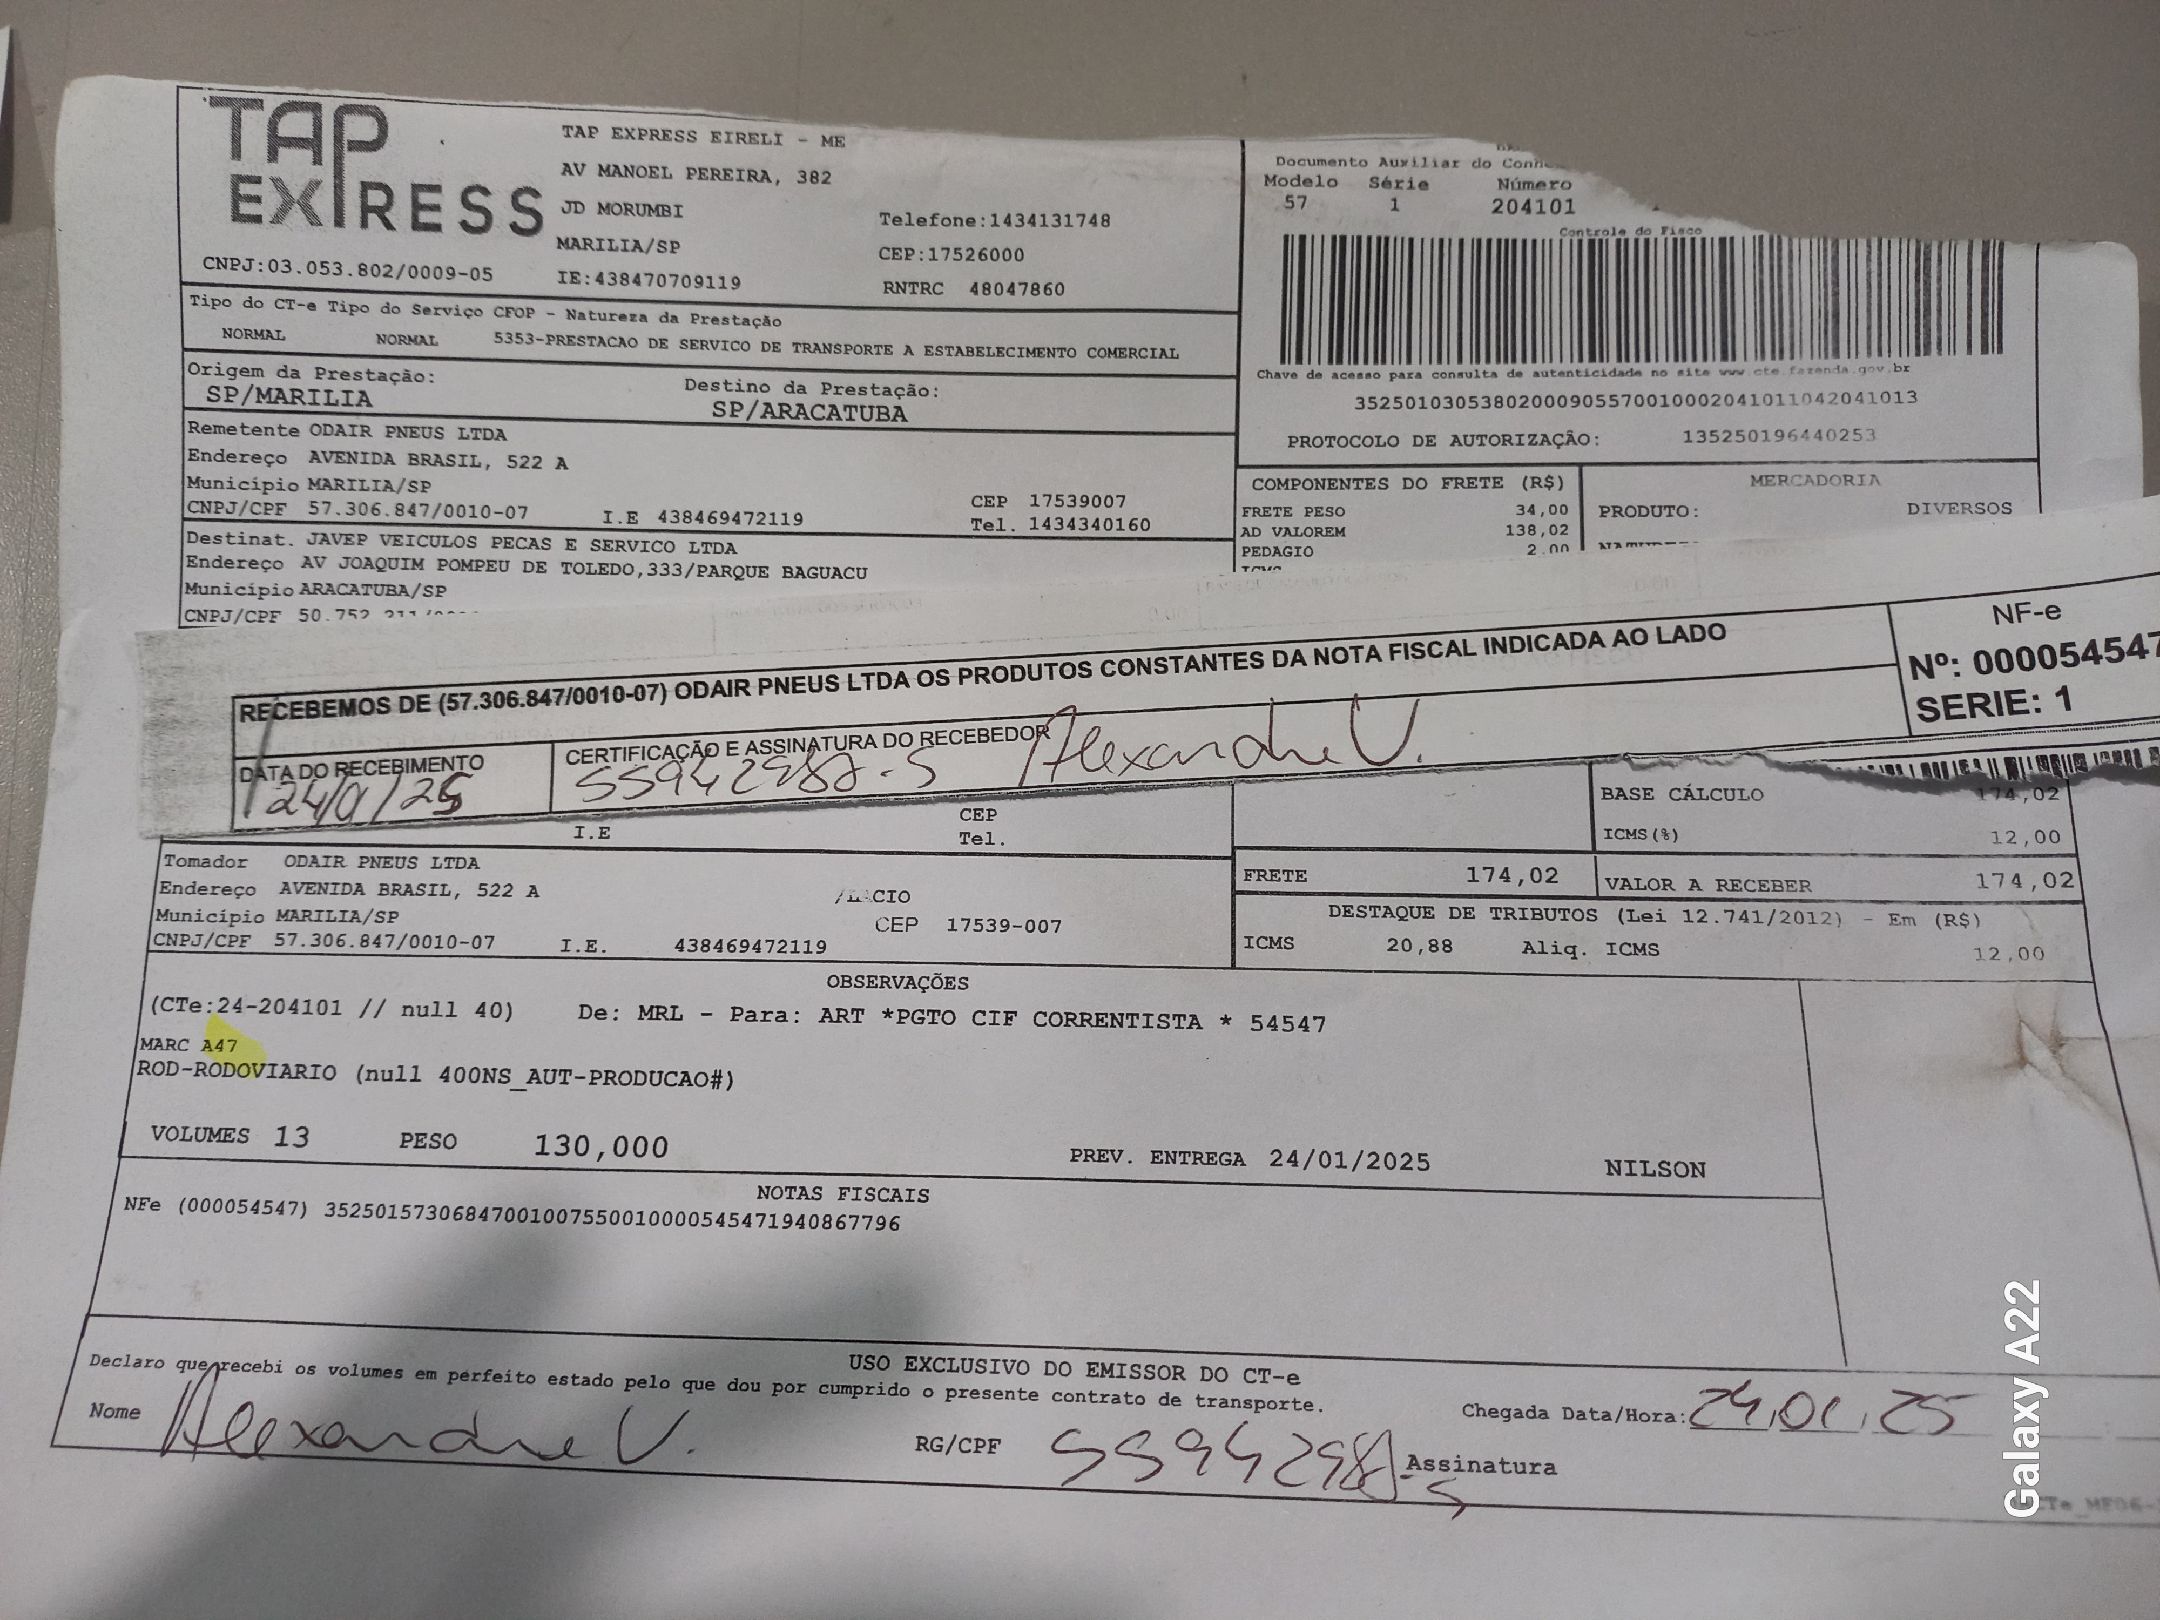 TAP EXPRESS
TAP EXPRESS EIRELI - ME
AV MANOEL PEREIRA, 382
JD MORUMBI
Telefone:1434131748
MARILIA/SP
CEP:17526000
CNPJ:03.053.802/0009-05
IE:438470709119
RNTRC 48047860
Documento Auxiliar do
Modelo Série Número
57 1 204101
Controle do Fisco
Chave de acesso para consulta de autenticidade no site www.cte.fazenda.gov.br
35250103053802000905570010002041011042041013
PROTOCOLO DE AUTORIZAÇÃO: 135250196440253
Tipo do CT-e Tipo do Serviço CFOP - Natureza da Prestação
NORMAL NORMAL 5353-PRESTACAO DE SERVICO DE TRANSPORTE A ESTABELECIMENTO COMERCIAL
Origem da Prestação: Destino da Prestação:
SP/MARILIA SP/ARACATUBA
Remetente ODAIR PNEUS LTDA
Endereço AVENIDA BRASIL, 522 A
Município MARILIA/SP CEP 17539007
CNPJ/CPF 57.306.847/0010-07 I.E 438469472119 Tel. 1434340160
Destinat. JAVEP VEICULOS PECAS E SERVICO LTDA
Endereço AV JOAQUIM POMPEU DE TOLEDO,333/PARQUE BAGUACU
Município ARACATUBA/SP
CNPJ/CPF 50.752
COMPONENTES DO FRETE (R$) MERCADORIA
FRETE PESO 34,00 PRODUTO: DIVERSOS
AD VALOREM 138,02
PEDAGIO 2,00
RECEBEMOS DE (57.306.847/0010-07) ODAIR PNEUS LTDA OS PRODUTOS CONSTANTES DA NOTA FISCAL INDICADA AO LADO
NF-e
Nº: 000054547
SERIE: 1
DATA DO RECEBIMENTO CERTIFICAÇÃO E ASSINATURA DO RECEBEDOR
24/01/25 Alexandre V.
I.E CEP
Tel.
BASE CÁLCULO 174,02
ICMS(%) 12,00
FRETE 174,02 VALOR A RECEBER 174,02
Tomador ODAIR PNEUS LTDA
Endereço AVENIDA BRASIL, 522 A
Município MARILIA/SP CEP 17539-007
CNPJ/CPF 57.306.847/0010-07 I.E. 438469472119
DESTAQUE DE TRIBUTOS (Lei 12.741/2012) - Em (R$)
ICMS 20,88 Aliq. ICMS 12,00
OBSERVAÇÕES
(CTe:24-204101 // null 40) De: MRL - Para: ART *PGTO CIF CORRENTISTA * 54547
MARC A47
ROD-RODOVIARIO (null 400NS_AUT-PRODUCAO#)
VOLUMES 13 PESO 130,000 PREV. ENTREGA 24/01/2025 NILSON
NOTAS FISCAIS
NFe (000054547) 35250157306847001007550010000545471940867796
USO EXCLUSIVO DO EMISSOR DO CT-e
Declaro que recebi os volumes em perfeito estado pelo que dou por cumprido o presente contrato de transporte.
Nome Alexandre V. RG/CPF Assinatura
Chegada Data/Hora: 24,01,25
Galaxy A22